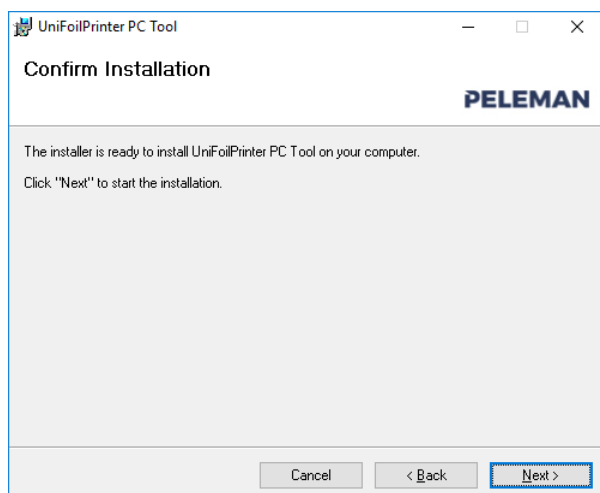 UniFoilPrinter PC Tool
Confirm Installation
PELEMAN
The installer is ready to install UniFoilPrinter PC Tool on your computer.
Click "Next" to start the installation.
Cancel
< Back
Next >